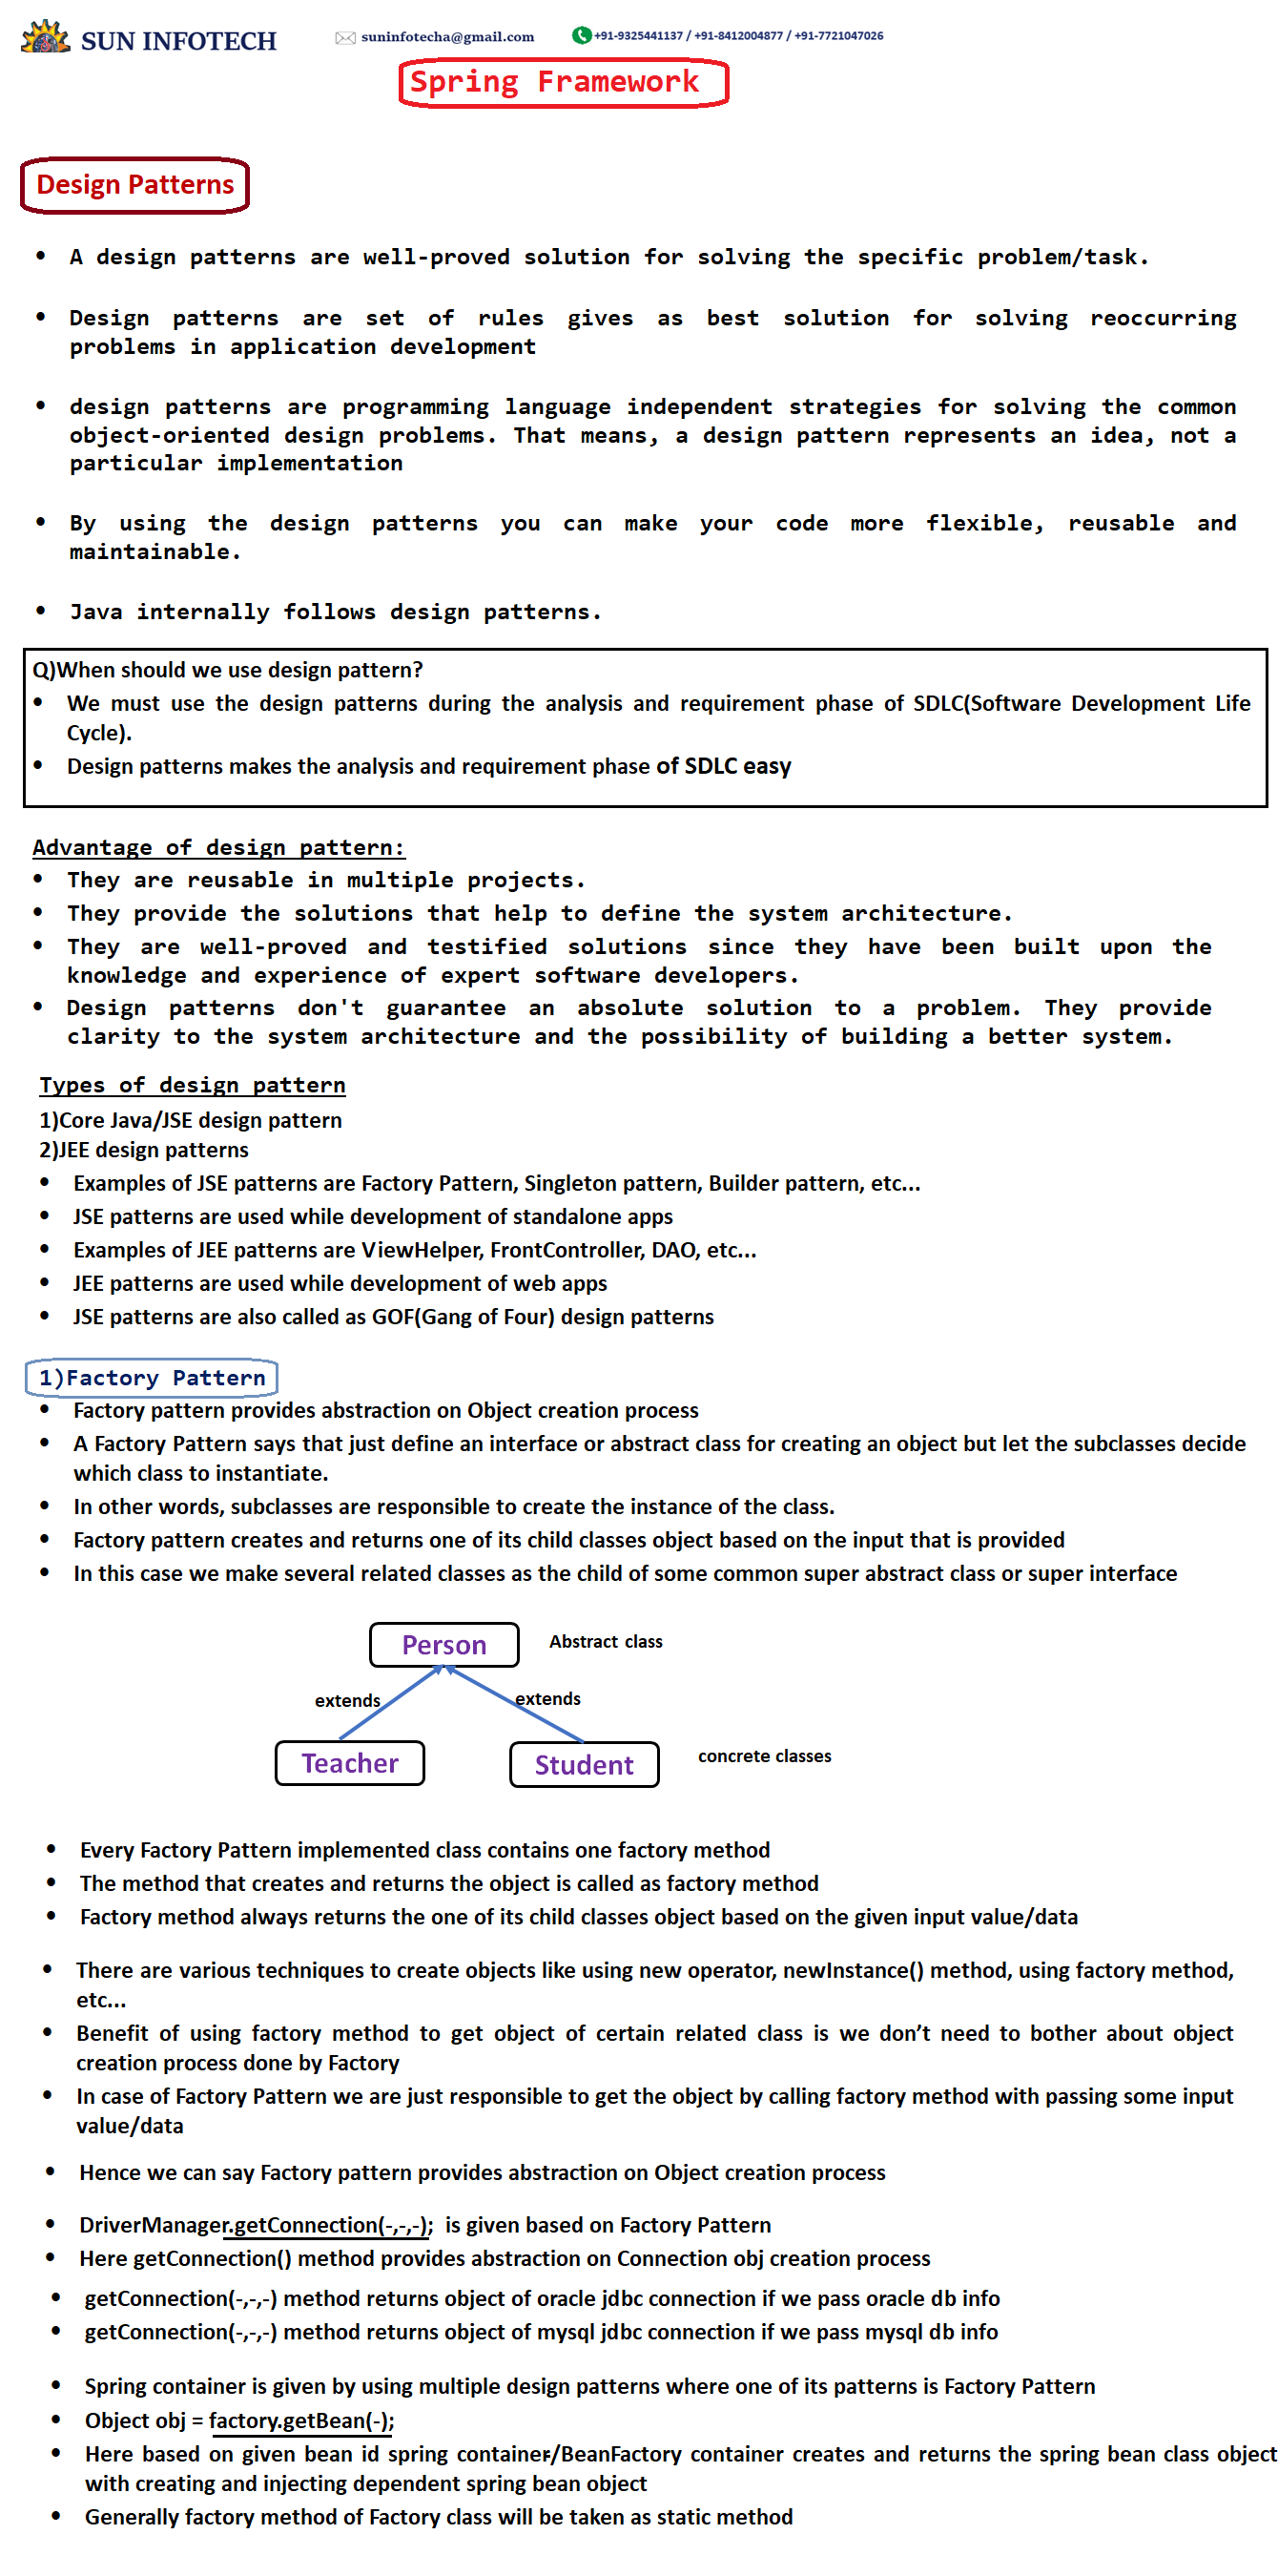 SUN INFOTECH suninfotecha@gmail.com +91-9325441137 / +91-8412004877 / +91-7721047026
Spring Framework
Design Patterns
• A design patterns are well-proved solution for solving the specific problem/task.
• Design patterns are set of rules gives as best solution for solving reoccurring
problems in application development
• design patterns are programming language independent strategies for solving the common
object-oriented design problems. That means, a design pattern represents an idea, not a
particular implementation
• By using the design patterns you can make your code more flexible, reusable and
maintainable.
• Java internally follows design patterns.
Q)When should we use design pattern?
• We must use the design patterns during the analysis and requirement phase of SDLC(Software Development Life
Cycle).
• Design patterns makes the analysis and requirement phase of SDLC easy
Advantage of design pattern:
• They are reusable in multiple projects.
• They provide the solutions that help to define the system architecture.
• They are well-proved and testified solutions since they have been built upon the
knowledge and experience of expert software developers.
• Design patterns don't guarantee an absolute solution to a problem. They provide
clarity to the system architecture and the possibility of building a better system.
Types of design pattern
1)Core Java/JSE design pattern
2)JEE design patterns
• Examples of JSE patterns are Factory Pattern, Singleton pattern, Builder pattern, etc...
• JSE patterns are used while development of standalone apps
• Examples of JEE patterns are ViewHelper, FrontController, DAO, etc...
• JEE patterns are used while development of web apps
• JSE patterns are also called as GOF(Gang of Four) design patterns
1)Factory Pattern
• Factory pattern provides abstraction on Object creation process
• A Factory Pattern says that just define an interface or abstract class for creating an object but let the subclasses decide
which class to instantiate.
• In other words, subclasses are responsible to create the instance of the class.
• Factory pattern creates and returns one of its child classes object based on the input that is provided
• In this case we make several related classes as the child of some common super abstract class or super interface
Person Abstract class
extends extends
Teacher Student concrete classes
• Every Factory Pattern implemented class contains one factory method
• The method that creates and returns the object is called as factory method
• Factory method always returns the one of its child classes object based on the given input value/data
• There are various techniques to create objects like using new operator, newInstance() method, using factory method,
etc...
• Benefit of using factory method to get object of certain related class is we don’t need to bother about object
creation process done by Factory
• In case of Factory Pattern we are just responsible to get the object by calling factory method with passing some input
value/data
• Hence we can say Factory pattern provides abstraction on Object creation process
• DriverManager.getConnection(-,-,-); is given based on Factory Pattern
• Here getConnection() method provides abstraction on Connection obj creation process
• getConnection(-,-,-) method returns object of oracle jdbc connection if we pass oracle db info
• getConnection(-,-,-) method returns object of mysql jdbc connection if we pass mysql db info
• Spring container is given by using multiple design patterns where one of its patterns is Factory Pattern
• Object obj = factory.getBean(-);
• Here based on given bean id spring container/BeanFactory container creates and returns the spring bean class object
with creating and injecting dependent spring bean object
• Generally factory method of Factory class will be taken as static method